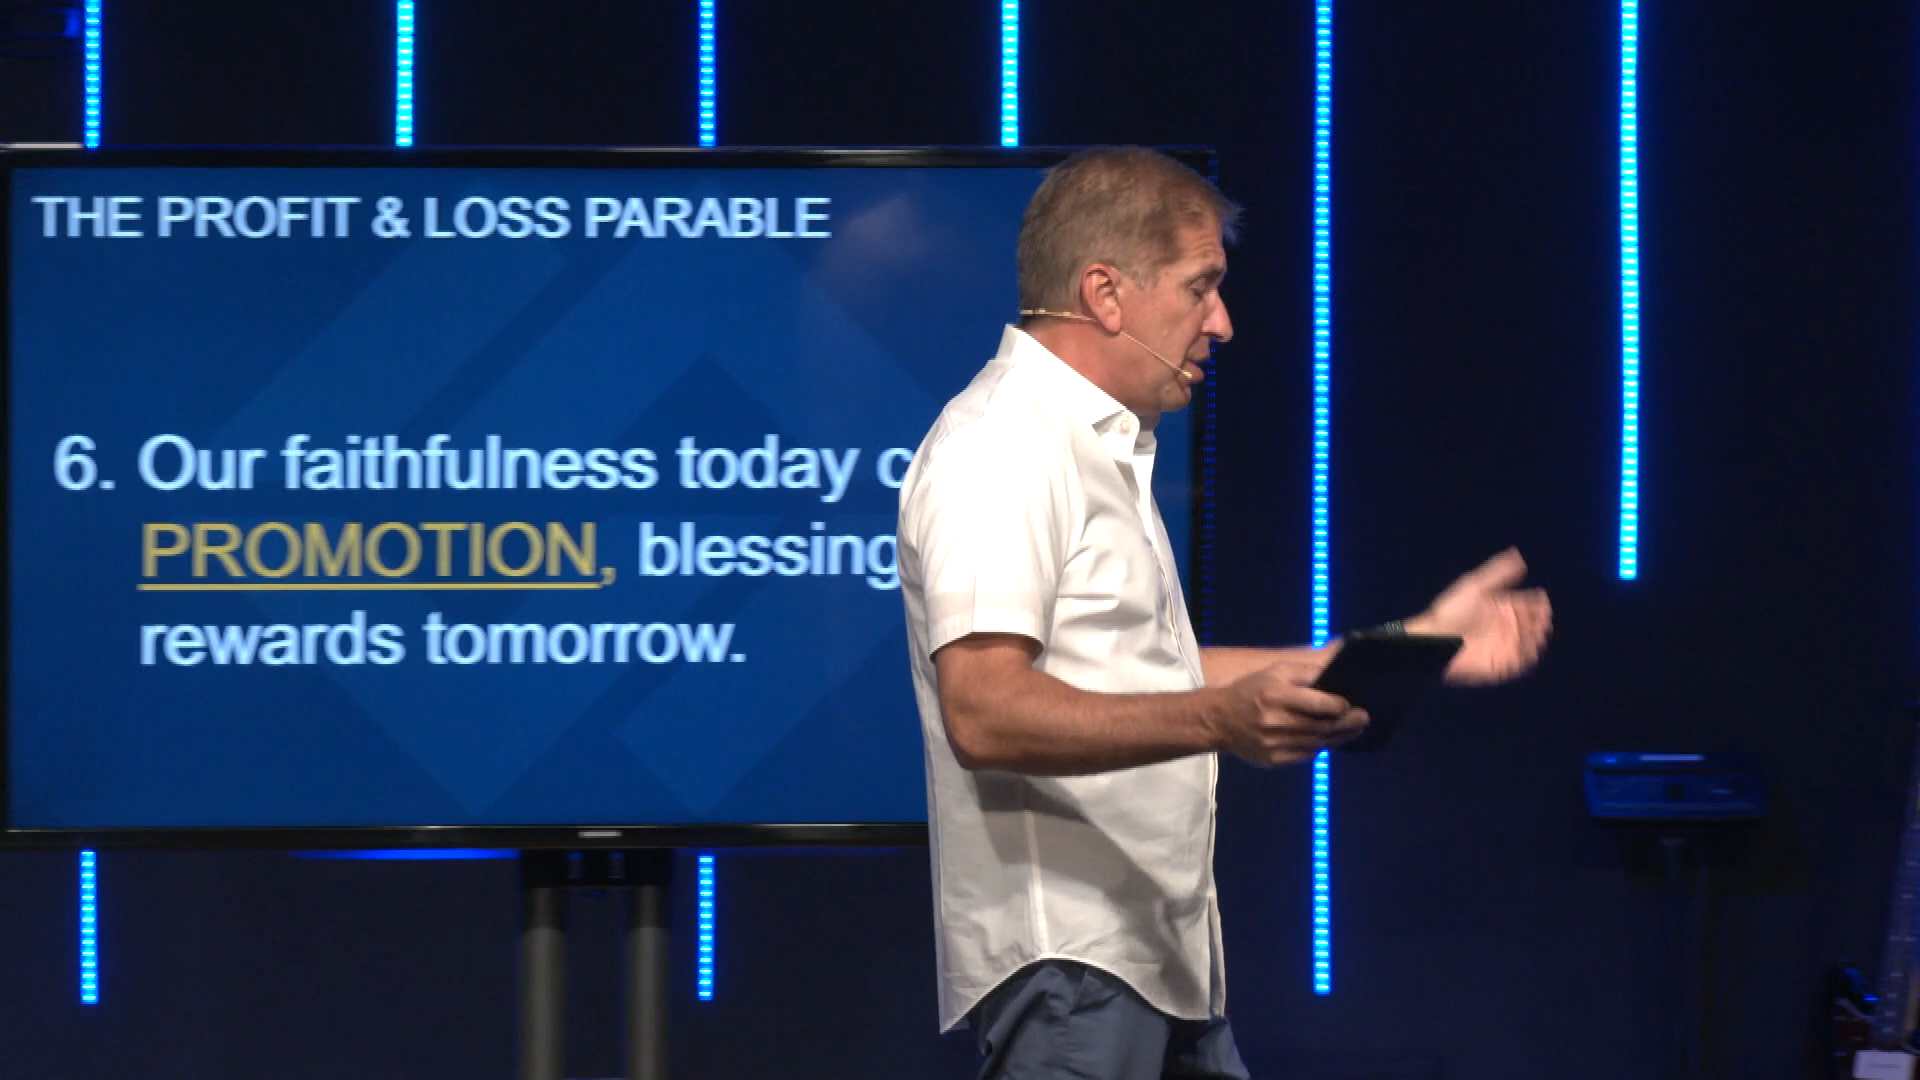 THE PROFIT & LOSS PARABLE
6. Our faithfulness today
PROMOTION, blessing
rewards tomorrow.